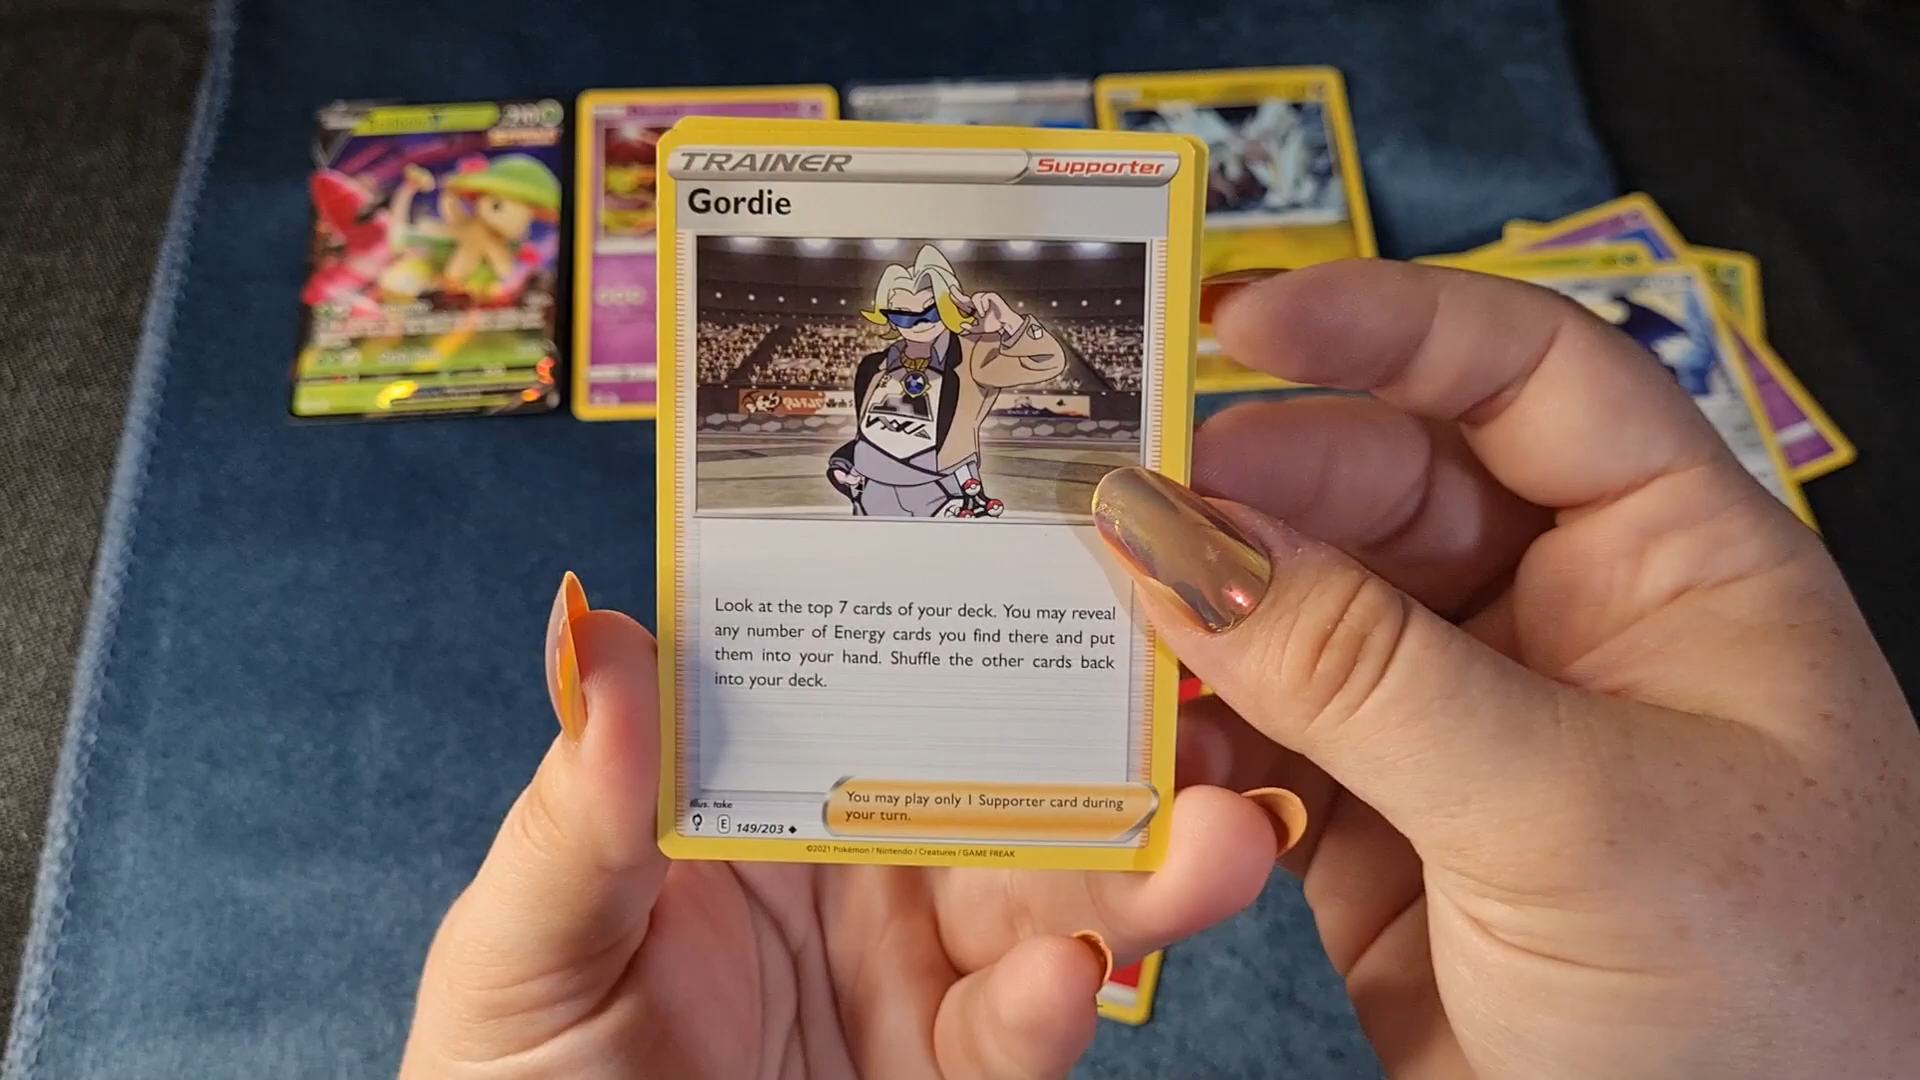 TRAINER Supporter
Gordie
Look at the top 7 cards of your deck. You may reveal
any number of Energy cards you find there and put
them into your hand. Shuffle the other cards back
into your deck.
You may play only 1 Supporter card during
your turn.
Illus. take
E 149/203
©2021 Pokémon / Nintendo / Creatures / GAME FREAK